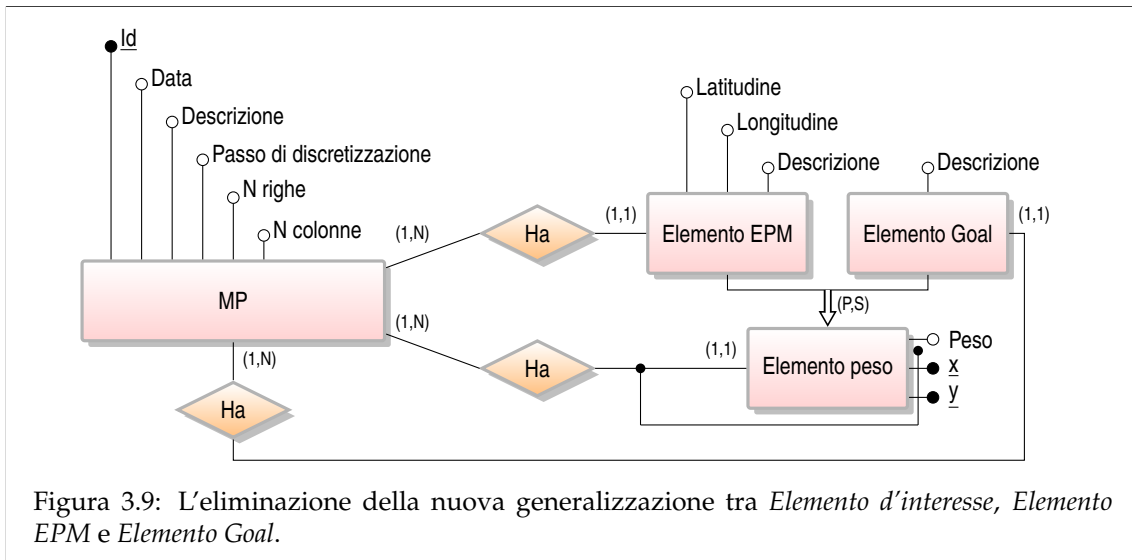 Id
Data
Descrizione
Passo di discretizzazione
N righe
N colonne
MP
(1,N)
Ha
(1,1)
Latitudine
Longitudine
Descrizione
Elemento EPM
Descrizione
Elemento Goal
(1,1)
(P,S)
(1,N)
Ha
(1,1)
Elemento peso
Peso
x
y
(1,N)
Ha
Figura 3.9: L'eliminazione della nuova generalizzazione tra Elemento d'interesse, Elemento
EPM e Elemento Goal.